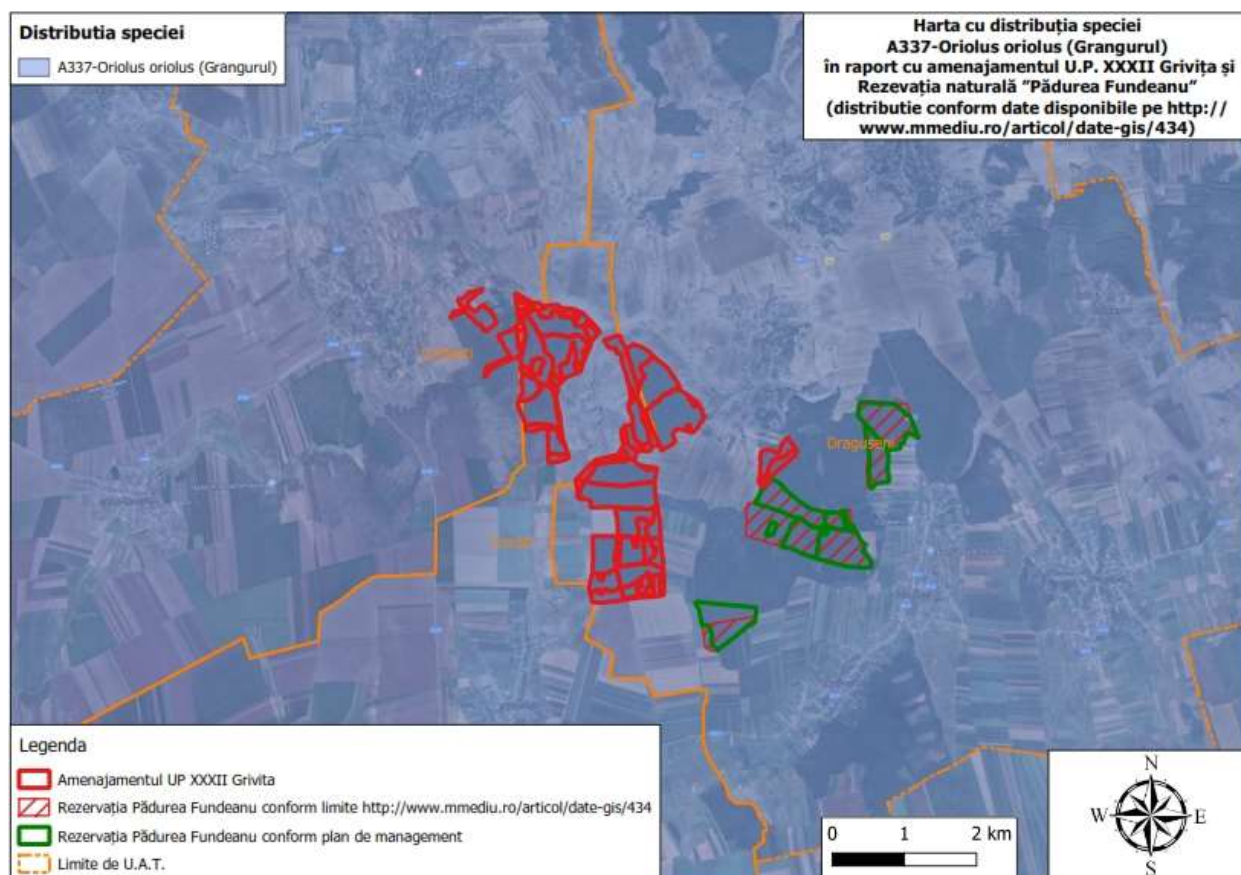 Distributia speciei
A337-Oriolus oriolus (Grangurul)
Harta cu distribuția speciei
A337-Oriolus oriolus (Grangurul)
în raport cu amenajamentul U.P. XXXII Grivița și
Rezevația naturală "Pădurea Fundeanu"
(distributie conform date disponibile pe http://
www.mmediu.ro/articol/date-gis/434)
Draguseni
Legenda
Amenajamentul UP XXXII Grivita
Rezervația Pădurea Fundeanu conform limite http://www.mmediu.ro/articol/date-gis/434
Rezervația Pădurea Fundeanu conform plan de management
Limite de U.A.T.
0 1 2 km
N
W E
S